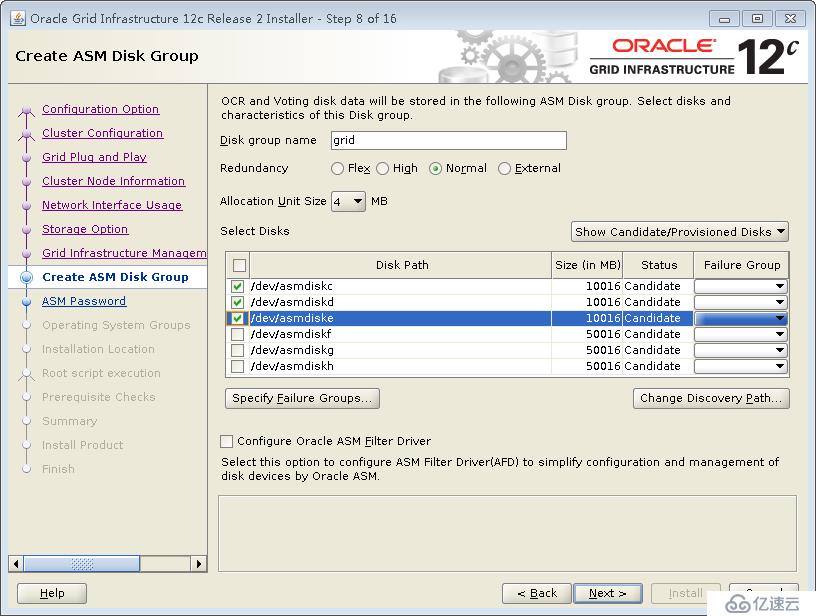 Oracle Grid Infrastructure 12c Release 2 Installer - Step 8 of 16
Create ASM Disk Group
ORACLE 12c
GRID INFRASTRUCTURE
Configuration Option
Cluster Configuration
Grid Plug and Play
Cluster Node Information
Network Interface Usage
Storage Option
Grid Infrastructure Managem
Create ASM Disk Group
ASM Password
Operating System Groups
Installation Location
Root script execution
Prerequisite Checks
Summary
Install Product
Finish
OCR and Voting disk data will be stored in the following ASM Disk group. Select disks and
characteristics of this Disk group.
Disk group name grid
Redundancy Flex High Normal External
Allocation Unit Size 4 MB
Select Disks Show Candidate/Provisioned Disks
Disk Path Size (in MB) Status Failure Group
/dev/asmdiskc 10016 Candidate
/dev/asmdiskd 10016 Candidate
/dev/asmdiske 10016 Candidate
/dev/asmdiskf 50016 Candidate
/dev/asmdiskg 50016 Candidate
/dev/asmdiskh 50016 Candidate
Specify Failure Groups... Change Discovery Path...
Configure Oracle ASM Filter Driver
Select this option to configure ASM Filter Driver(AFD) to simplify configuration and management of
disk devices by Oracle ASM.
Help < Back Next > Install
亿速云